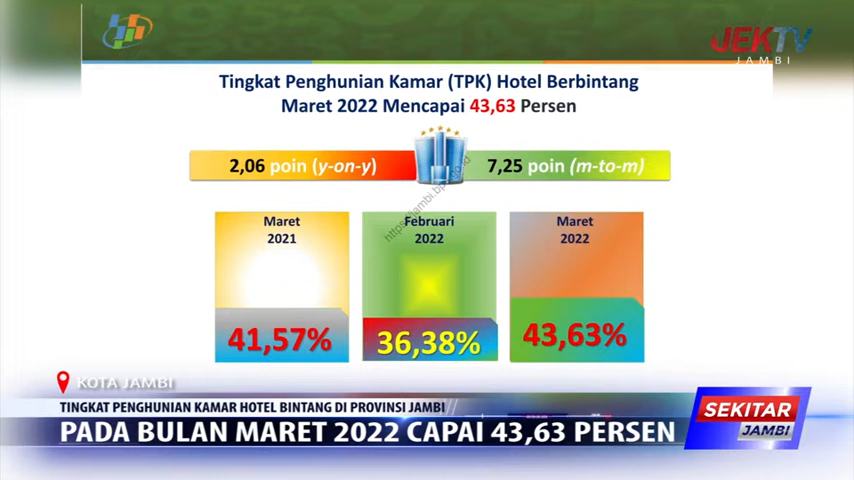 JEKTV
JAMBI
Tingkat Penghunian Kamar (TPK) Hotel Berbintang
Maret 2022 Mencapai 43,63 Persen
2,06 poin (y-on-y)
7,25 poin (m-to-m)
https://jambi.bps.go.id
Maret
2021
41,57%
Februari
2022
36,38%
Maret
2022
43,63%
KOTA JAMBI
TINGKAT PENGHUNIAN KAMAR HOTEL BINTANG DI PROVINSI JAMBI
PADA BULAN MARET 2022 CAPAI 43,63 PERSEN
SEKITAR
JAMBI